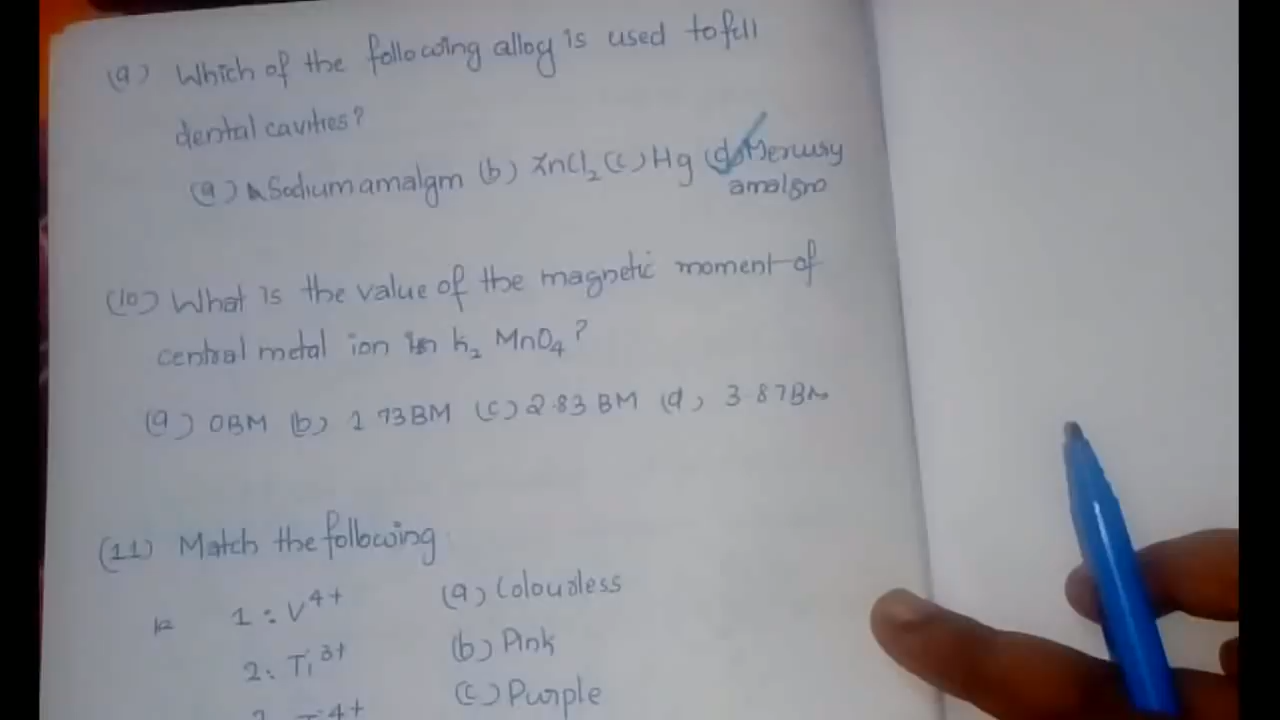 (9) Which of the following alloy is used to fill
dental cavities?
(a) Sodium amalgm (b) ZnCl₂ (c) Hg (d) Mercury
amalgm
(10) What is the value of the magnetic moment of
central metal ion in K₂ MnO₄?
(a) 0BM (b) 1.73BM (c) 2.83 BM (d) 3.87BM
(11) Match the following
1: V⁴⁺ (a) Colourless
2: Ti³⁺ (b) Pink
4+ (c) Purple